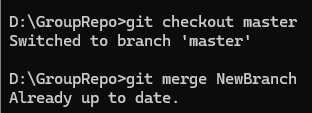 D:\GroupRepo>git checkout master
Switched to branch 'master'
D:\GroupRepo>git merge NewBranch
Already up to date.